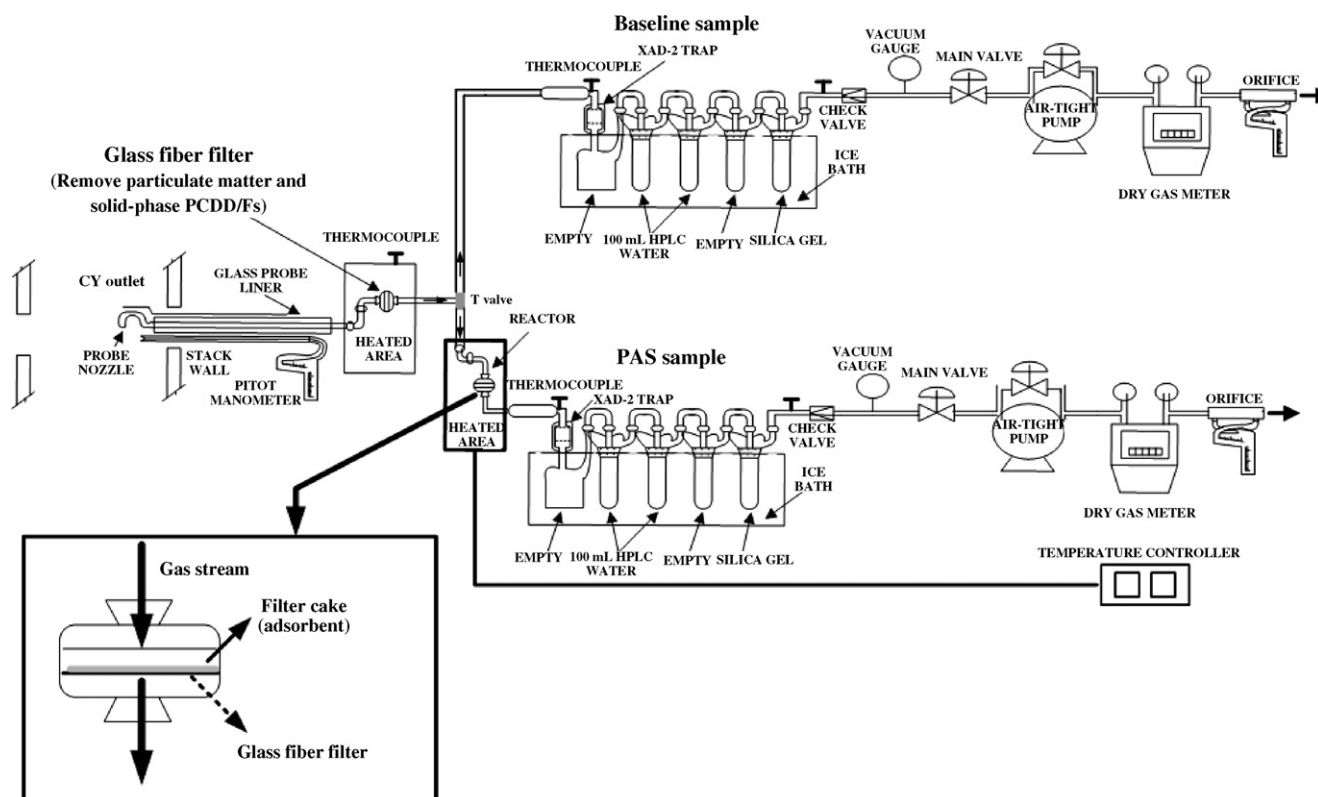 Baseline sample
XAD-2 TRAP
THERMOCOUPLE
VACUUM
GAUGE
MAIN VALVE
ORIFICE
CHECK
VALVE
AIR-TIGHT
PUMP
ICE
BATH
DRY GAS METER
EMPTY
100 mL HPLC
WATER
EMPTY
SILICA GEL
Glass fiber filter
(Remove particulate matter and
solid-phase PCDD/Fs)
THERMOCOUPLE
CY outlet
GLASS PROBE
LINER
T valve
HEATED
AREA
PROBE
NOZZLE
STACK
WALL
PITOT
MANOMETER
REACTOR
HEATED
AREA
PAS sample
THERMOCOUPLE
XAD-2 TRAP
VACUUM
GAUGE
MAIN VALVE
ORIFICE
CHECK
VALVE
AIR-TIGHT
PUMP
ICE
BATH
DRY GAS METER
EMPTY
100 mL HPLC
WATER
EMPTY
SILICA GEL
TEMPERATURE CONTROLLER
Gas stream
Filter cake
(adsorbent)
Glass fiber filter